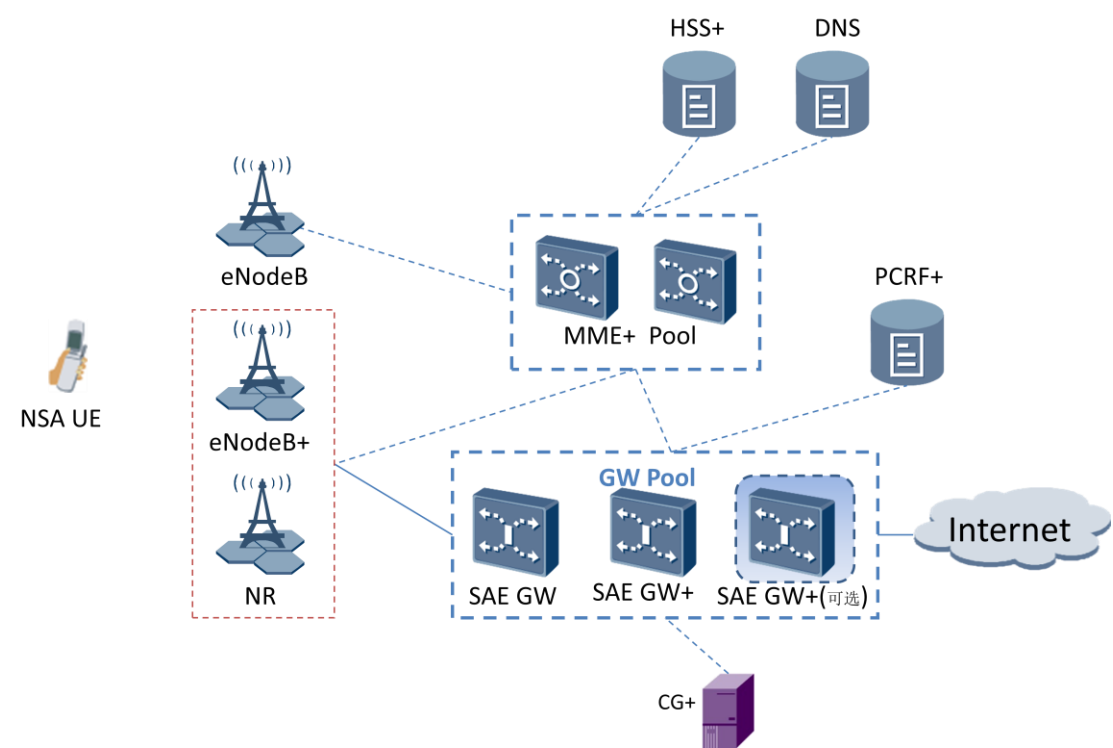 HSS+
DNS
eNodeB
MME+ Pool
PCRF+
NSA UE
eNodeB+
GW Pool
NR
SAE GW
SAE GW+
SAE GW+(可选)
Internet
CG+